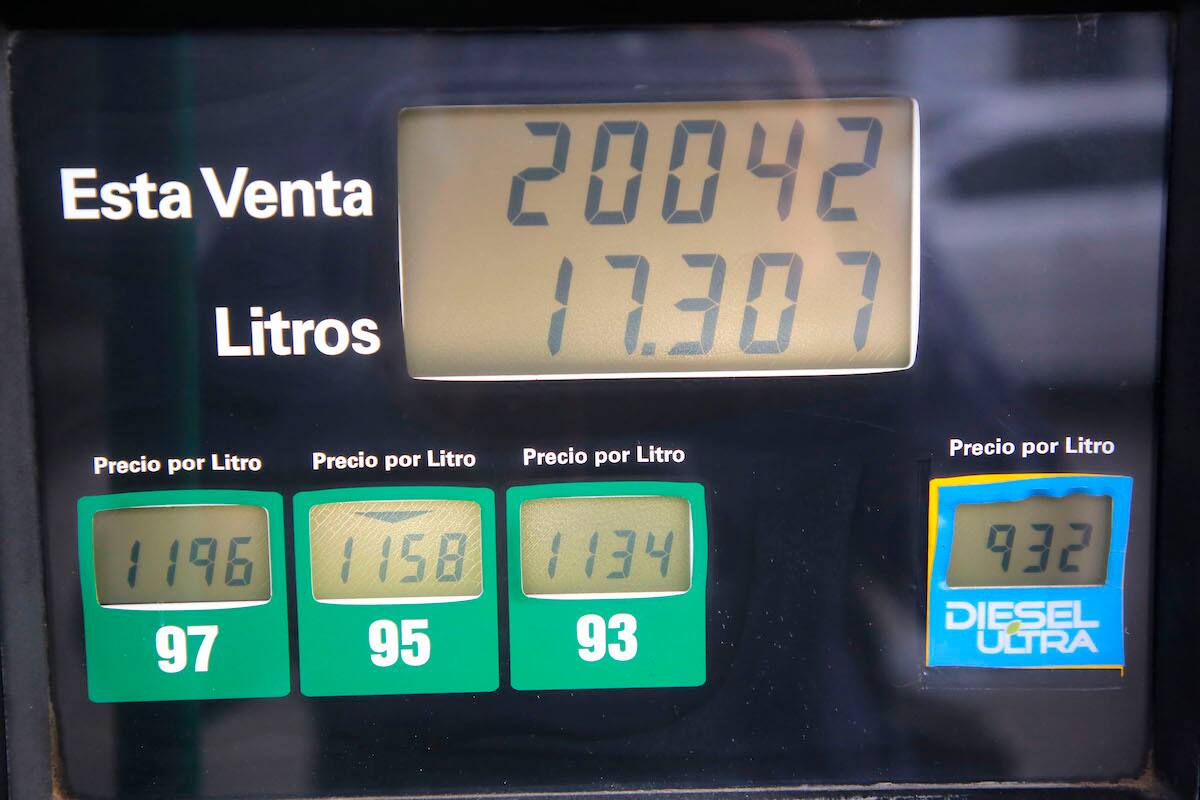 Esta Venta 20042
Litros 17.307
Precio por Litro Precio por Litro Precio por Litro Precio por Litro
1196 1158 1134 932
97 95 93 DIESEL
ULTRA